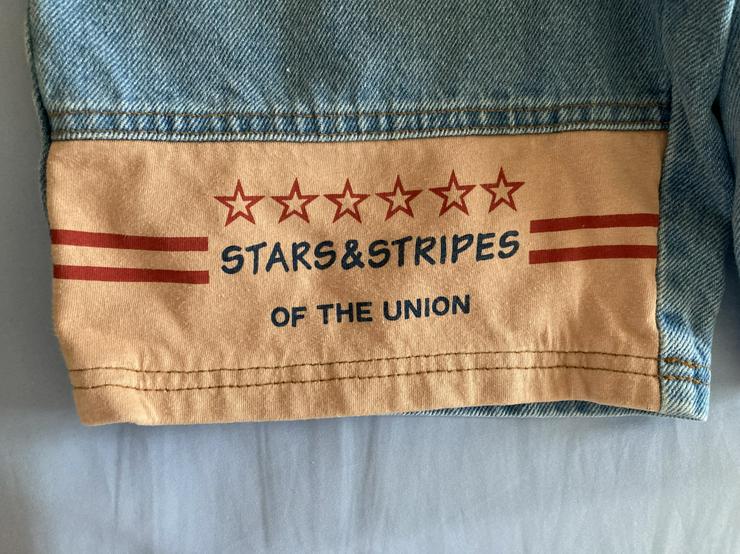 STARS&STRIPES
OF THE UNION